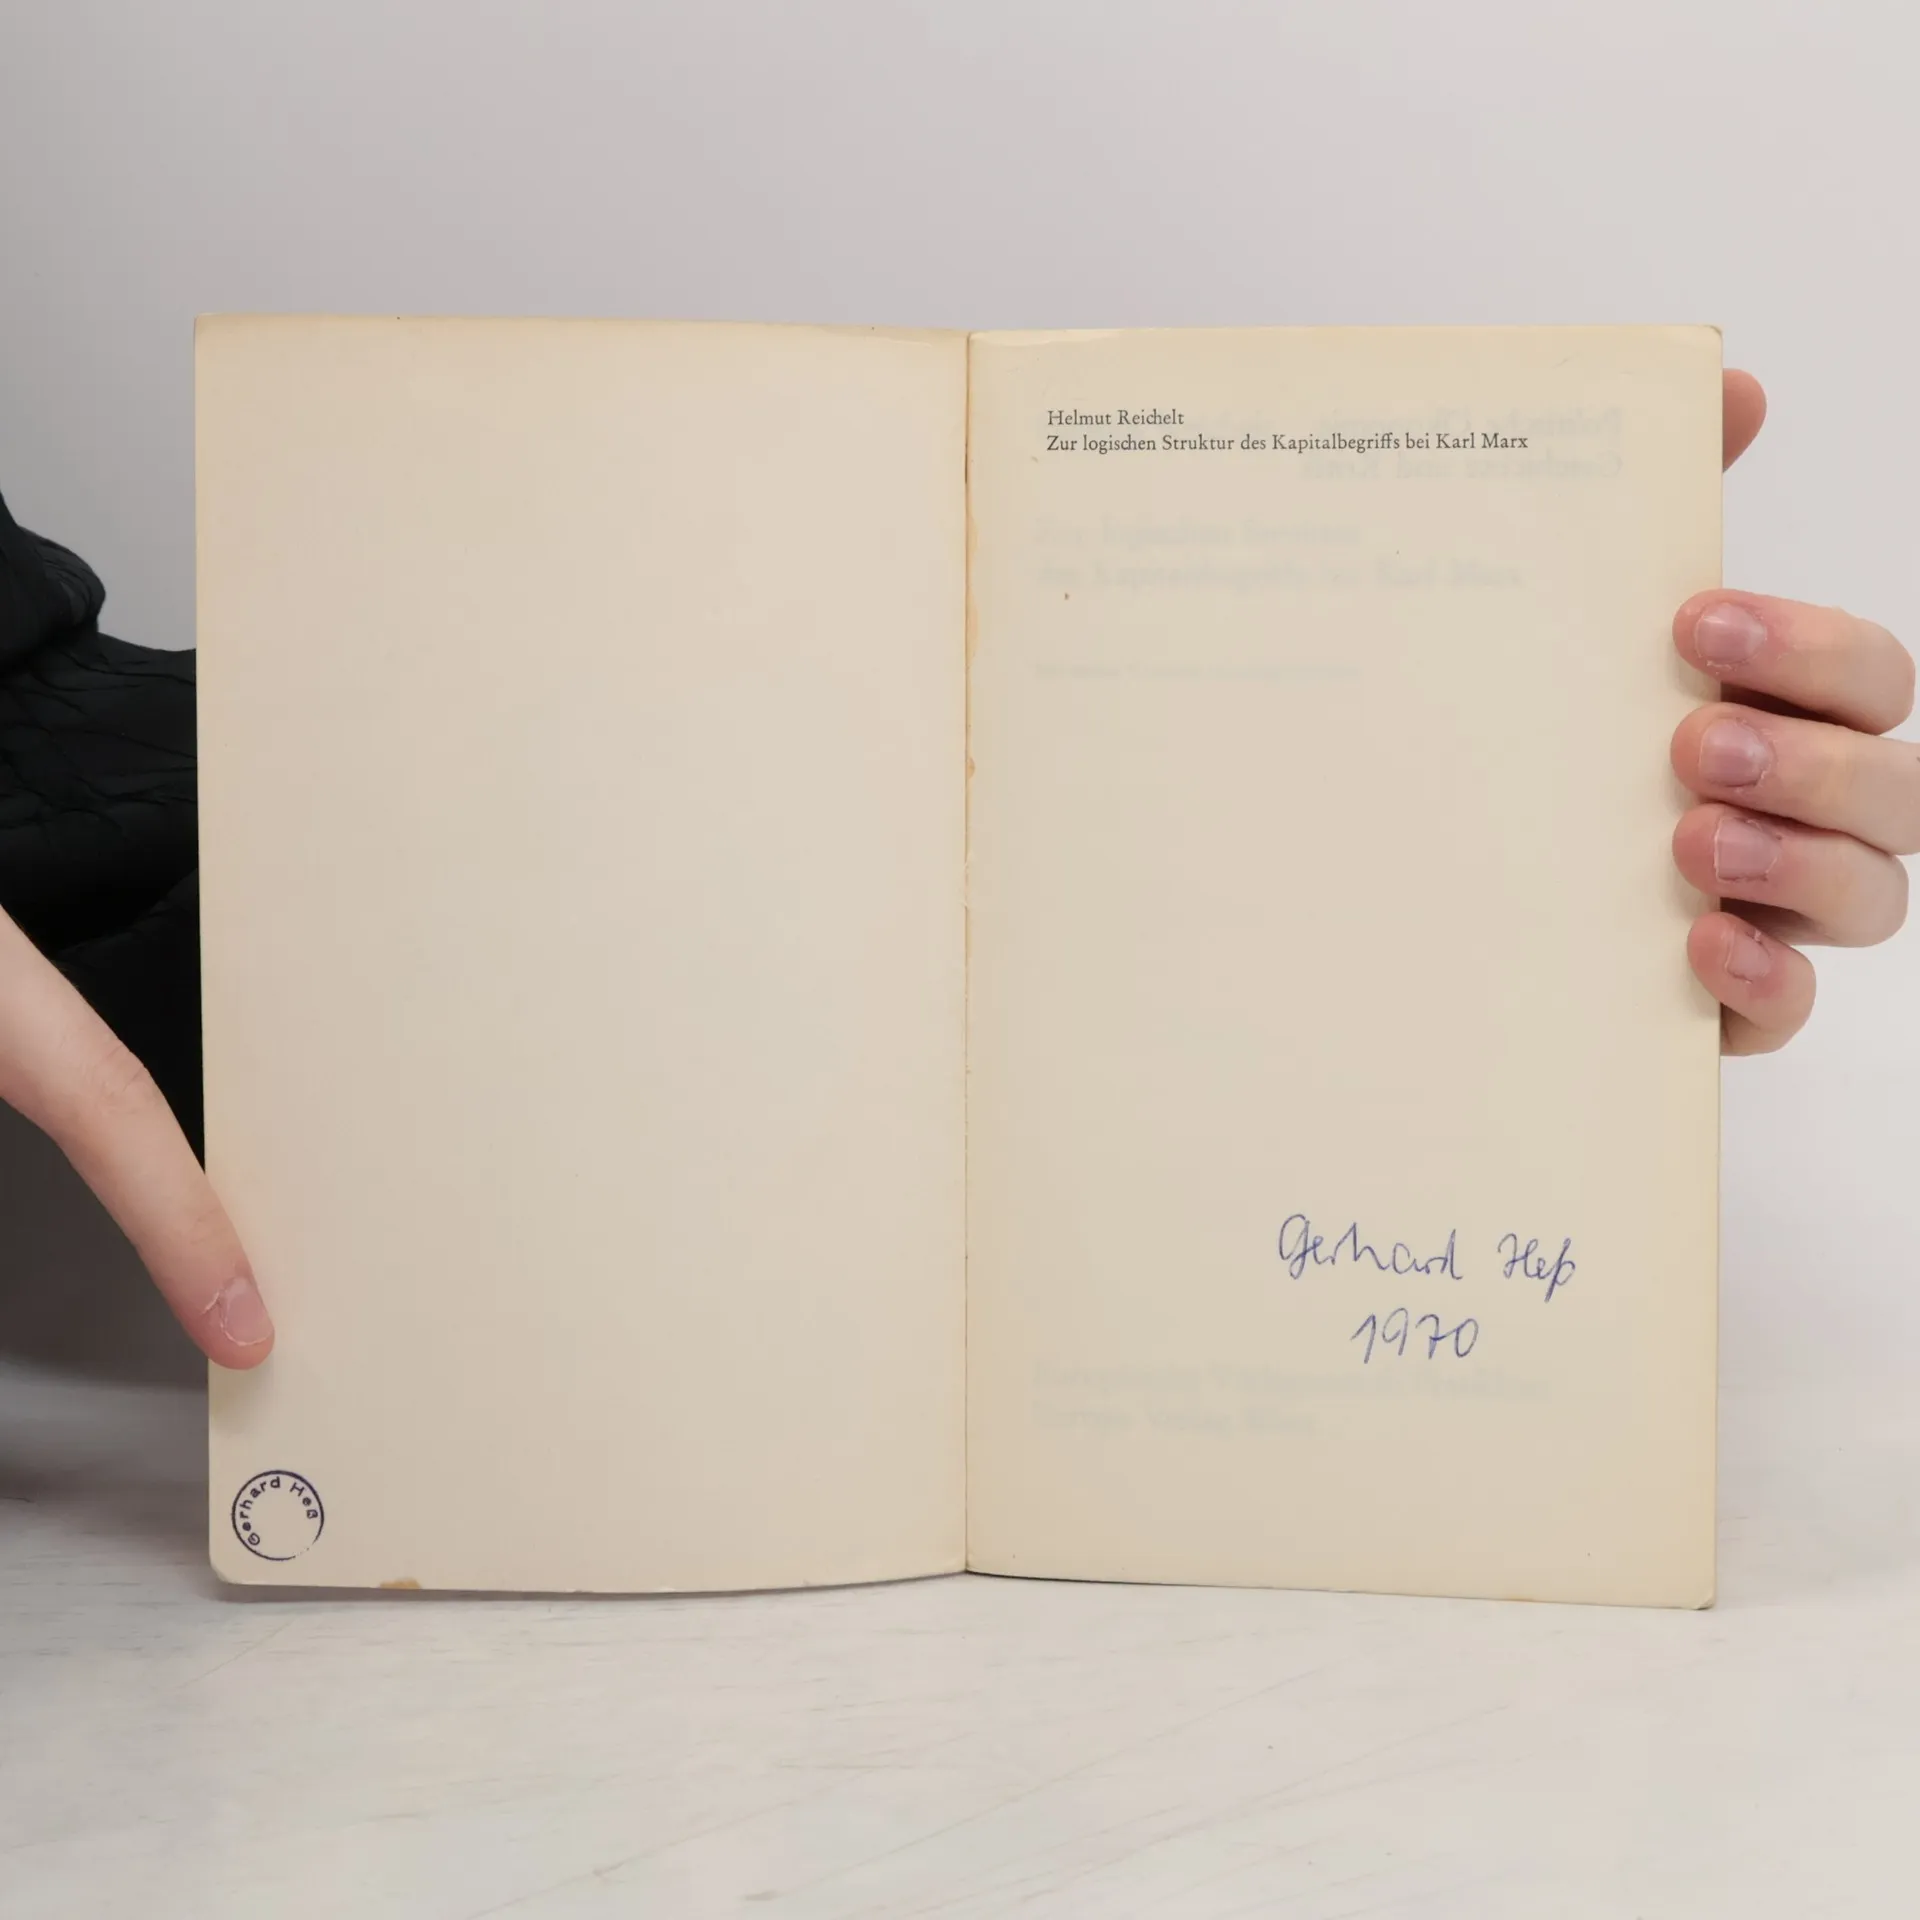 Helmut Reichelt
Zur logischen Struktur des Kapitalbegriffs bei Karl Marx
Gerhard Heß
1970
Gerhard Heß